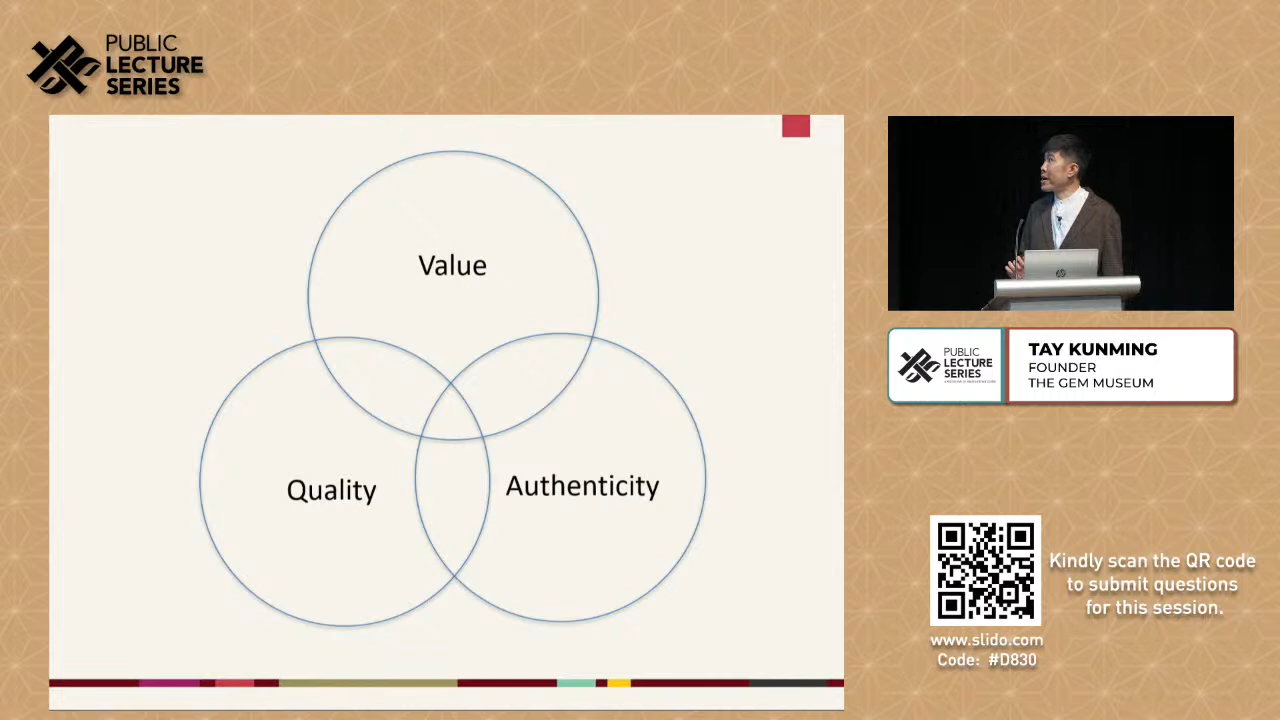 PUBLIC
LECTURE
SERIES
Value
Quality
Authenticity
PUBLIC
LECTURE
SERIES
TAY KUNMING
FOUNDER
THE GEM MUSEUM
Kindly scan the QR code
to submit questions
for this session.
www.slido.com
Code: #D830